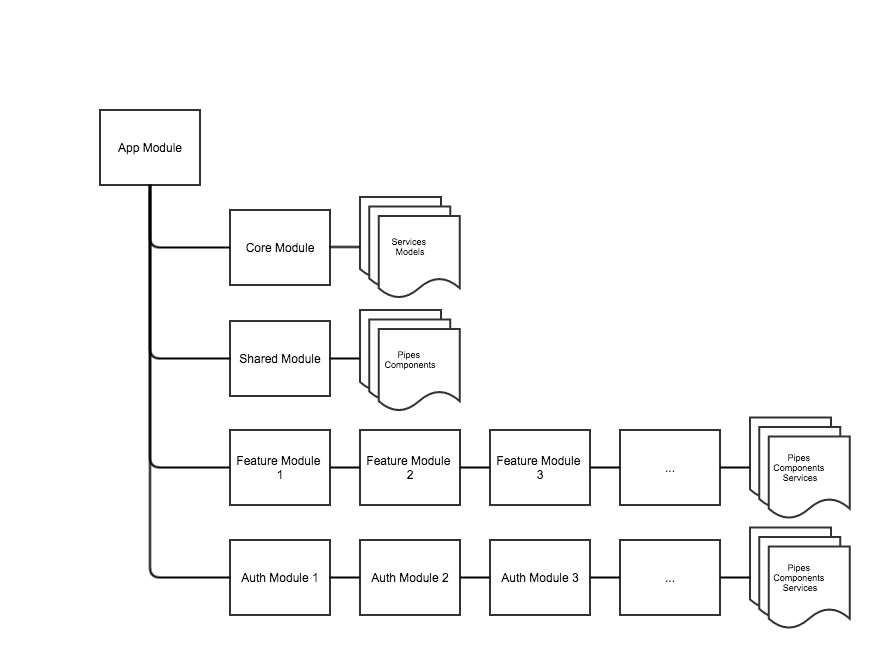 App Module
Core Module
Services
Models
Shared Module
Pipes
Components
Feature Module
1
Feature Module
2
Feature Module
3
...
Pipes
Components
Services
Auth Module 1
Auth Module 2
Auth Module 3
...
Pipes
Components
Services